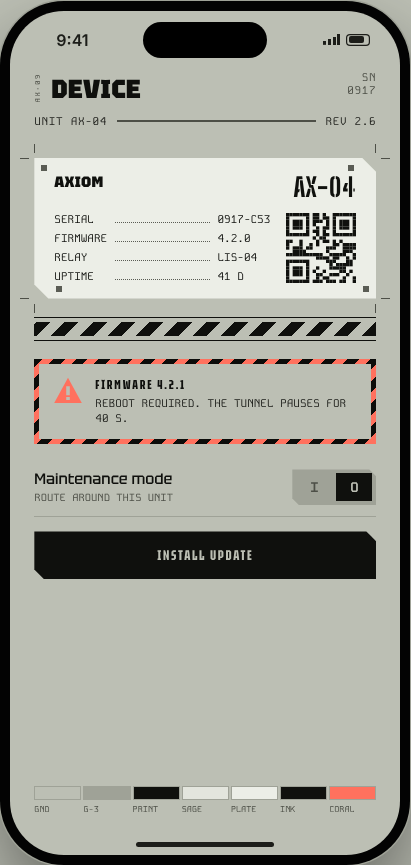 9:41
AX-03
DEVICE
SN
0917
UNIT AX-04
REV 2.6
AXIOM
AX-04
SERIAL 0917-C53
FIRMWARE 4.2.0
RELAY LIS-04
UPTIME 41 D
FIRMWARE 4.2.1
REBOOT REQUIRED. THE TUNNEL PAUSES FOR
40 S.
Maintenance mode
ROUTE AROUND THIS UNIT
I O
INSTALL UPDATE
GND G-3 PAINT SAGE PLATE INK CORAL